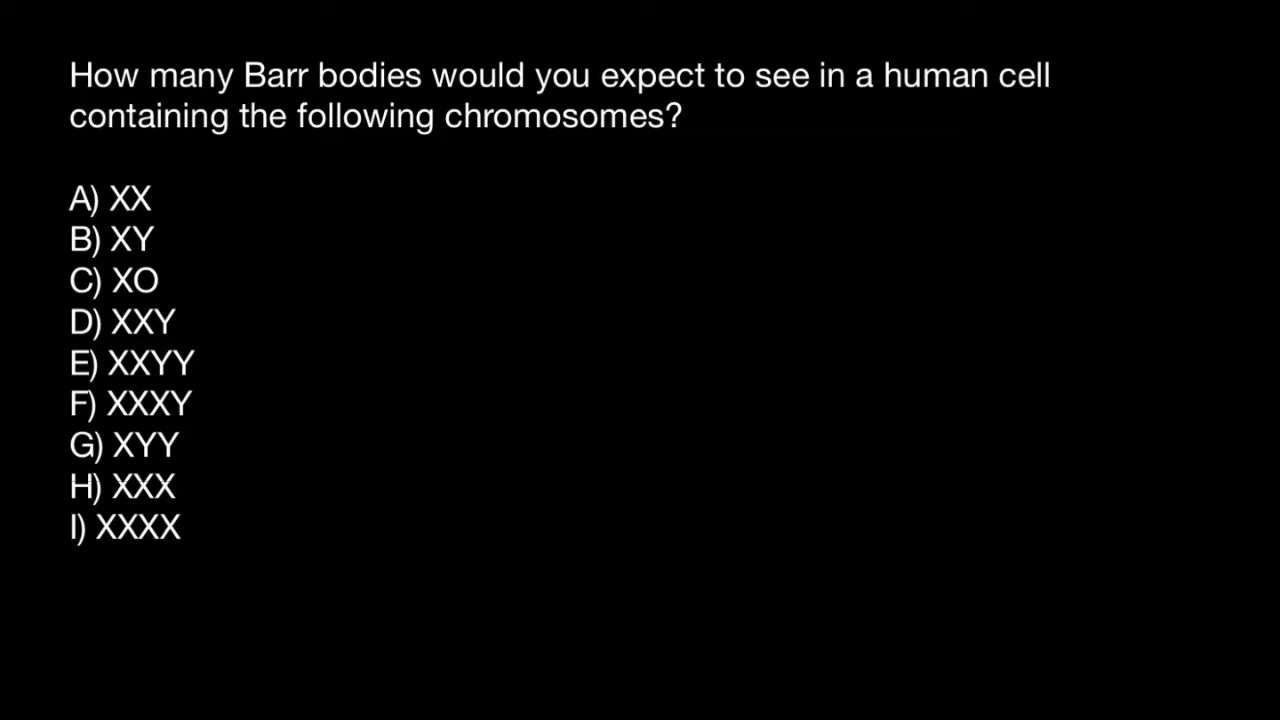 How many Barr bodies would you expect to see in a human cell
containing the following chromosomes?
A) XX
B) XY
C) XO
D) XXY
E) XXYY
F) XXXY
G) XYY
H) XXX
I) XXXX